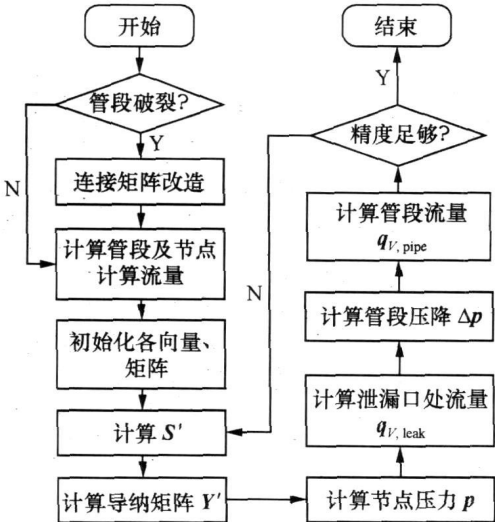 开始
管段破裂?
Y
N
连接矩阵改造
计算管段及节点
计算流量
初始化各向量、
矩阵
计算 S'
计算导纳矩阵 Y'
计算节点压力 p
计算泄漏口处流量
qV, leak
计算管段压降 Δp
计算管段流量
qV, pipe
精度足够?
N
Y
结束